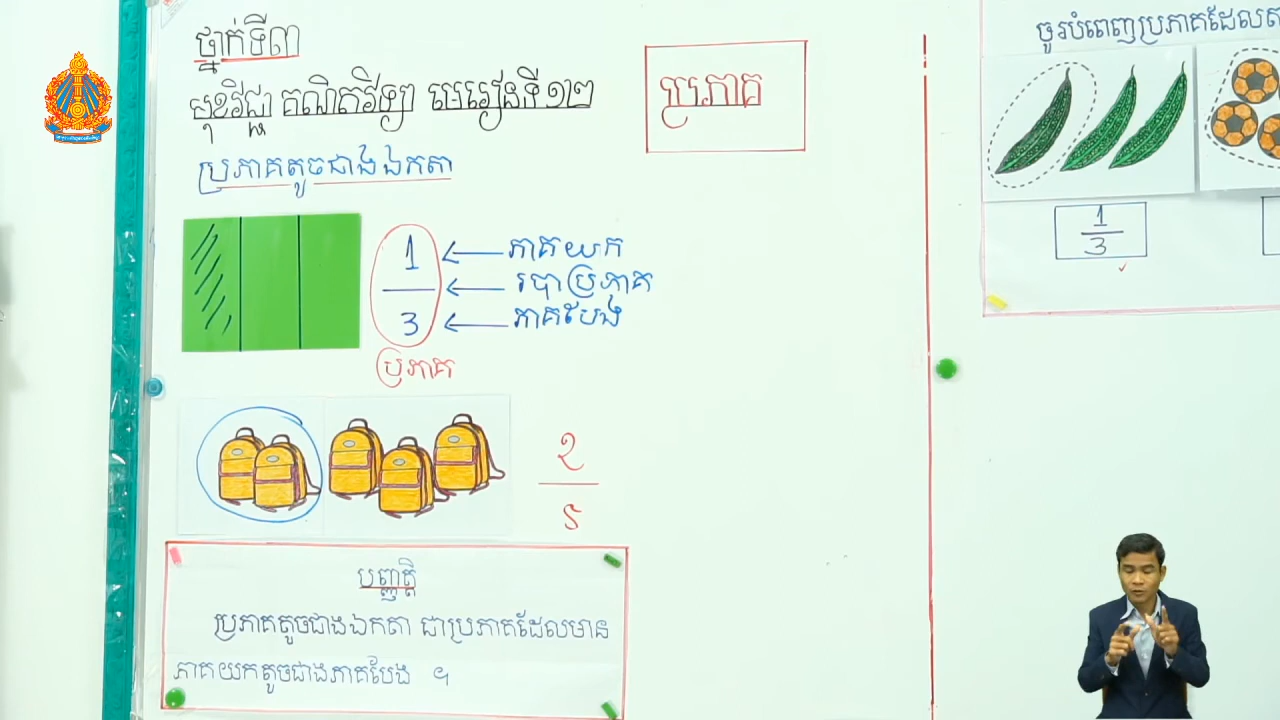 ថ្នាក់ទី៣
មុខវិជ្ជា គណិតវិទ្យា មេរៀនទី១២
ប្រភាគតូចជាងឯកតា
ប្រភាគ
1
3
ភាគយក
របាប្រភាគ
ភាគបែង
ប្រភាគ
2
5
បញ្ញត្តិ
ប្រភាគតូចជាងឯកតា ជាប្រភាគដែលមាន
ភាគយកតូចជាងភាគបែង ។
ចូរបំពេញប្រភាគដែល
1
3